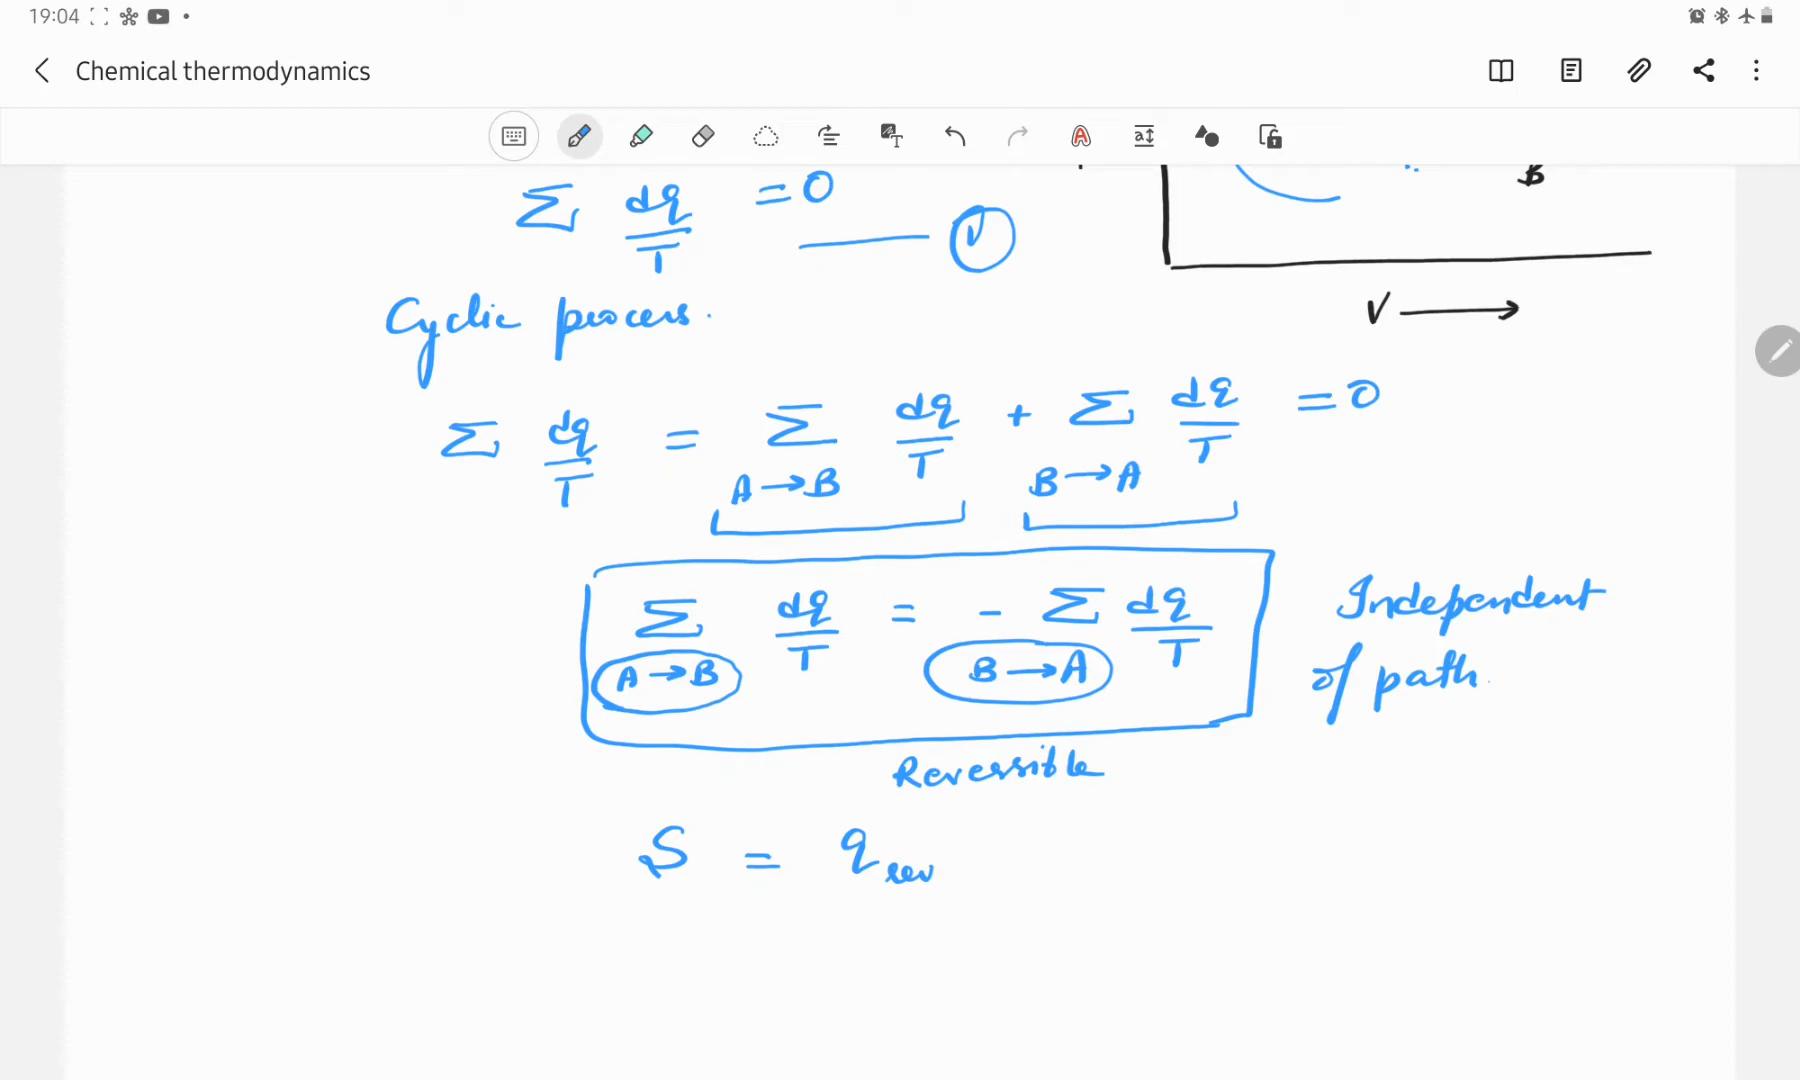 19:04
Chemical thermodynamics
Σ dq/T = 0 —— V
B
V ⟶
Cyclic process.
Σ dq/T = Σ dq/T + Σ dq/T = 0
A→B B→A
Σ dq/T = - Σ dq/T
A→B B→A
Independent
of path.
Reversible
S = q rev